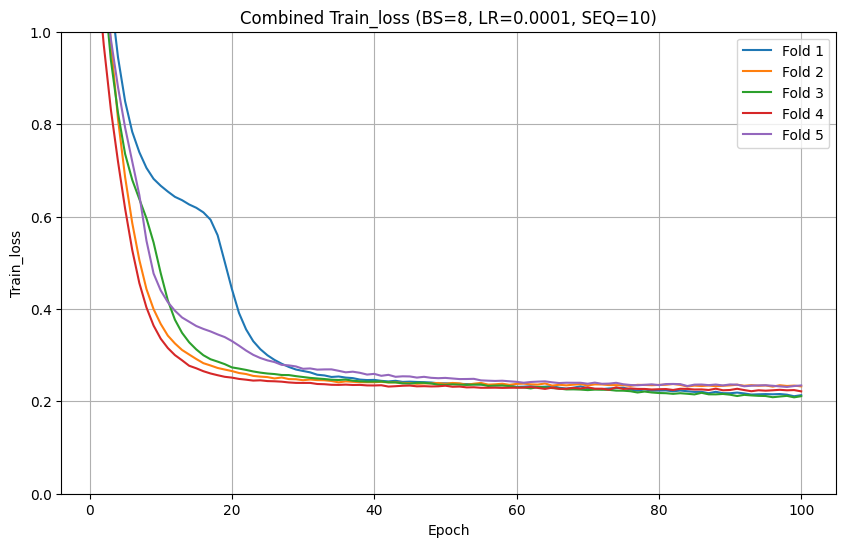 Combined Train_loss (BS=8, LR=0.0001, SEQ=10)
Fold 1
Fold 2
Fold 3
Fold 4
Fold 5
Train_loss
1.0
0.8
0.6
0.4
0.2
0.0
0 20 40 60 80 100
Epoch